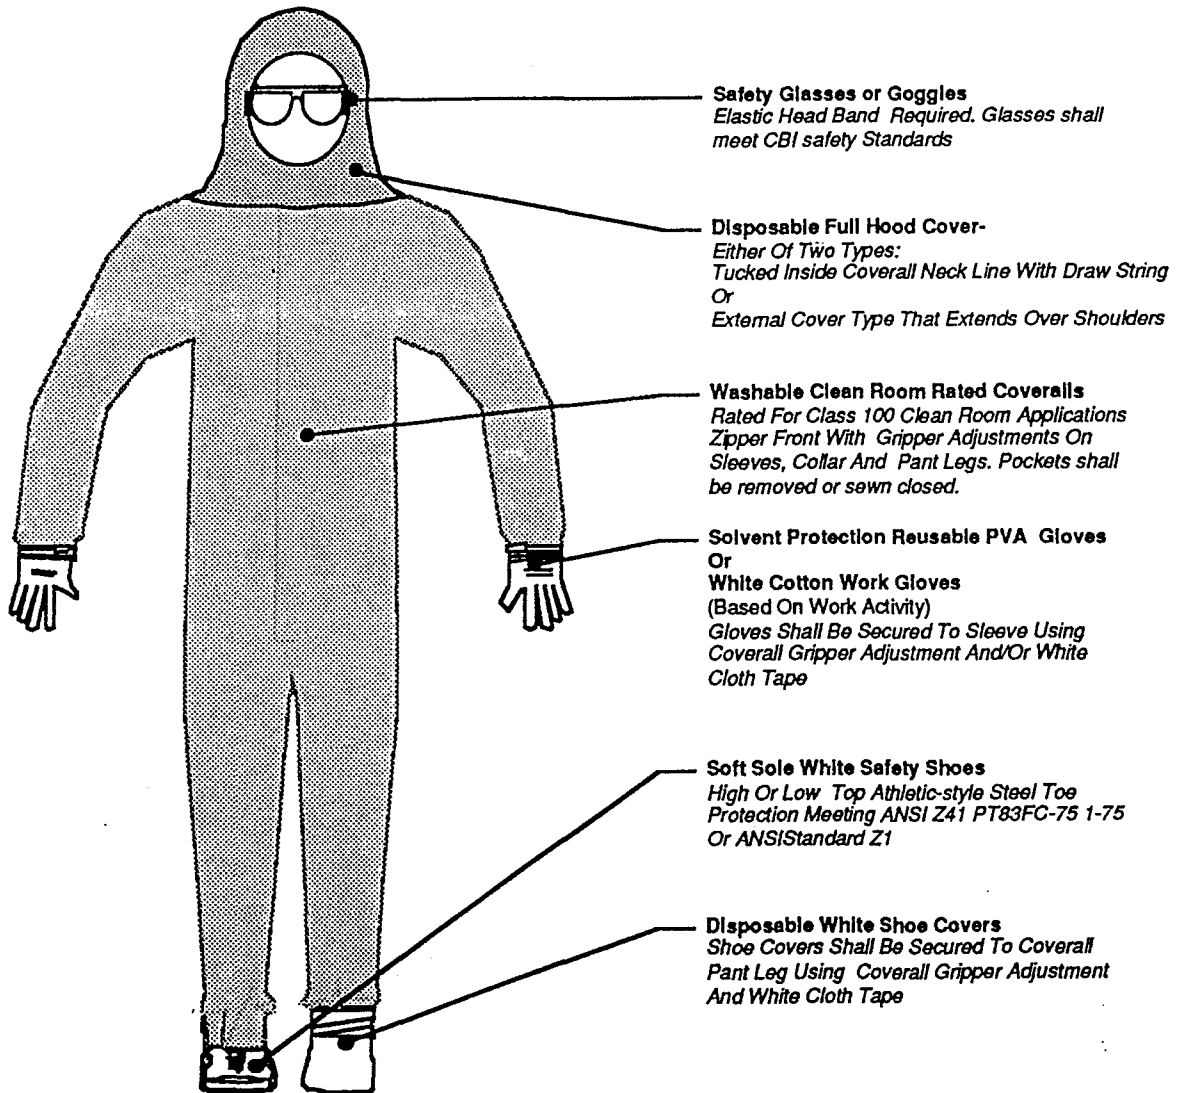 Safety Glasses or Goggles
Elastic Head Band Required. Glasses shall
meet CBI safety Standards
Disposable Full Hood Cover-
Either Of Two Types:
Tucked Inside Coverall Neck Line With Draw String
Or
External Cover Type That Extends Over Shoulders
Washable Clean Room Rated Coveralls
Rated For Class 100 Clean Room Applications
Zipper Front With Gripper Adjustments On
Sleeves, Collar And Pant Legs. Pockets shall
be removed or sewn closed.
Solvent Protection Reusable PVA Gloves
Or
White Cotton Work Gloves
(Based On Work Activity)
Gloves Shall Be Secured To Sleeve Using
Coverall Gripper Adjustment And/Or White
Cloth Tape
Soft Sole White Safety Shoes
High Or Low Top Athletic-style Steel Toe
Protection Meeting ANSI Z41 PT83FC-75 1-75
Or ANSIStandard Z1
Disposable White Shoe Covers
Shoe Covers Shall Be Secured To Coverall
Pant Leg Using Coverall Gripper Adjustment
And White Cloth Tape